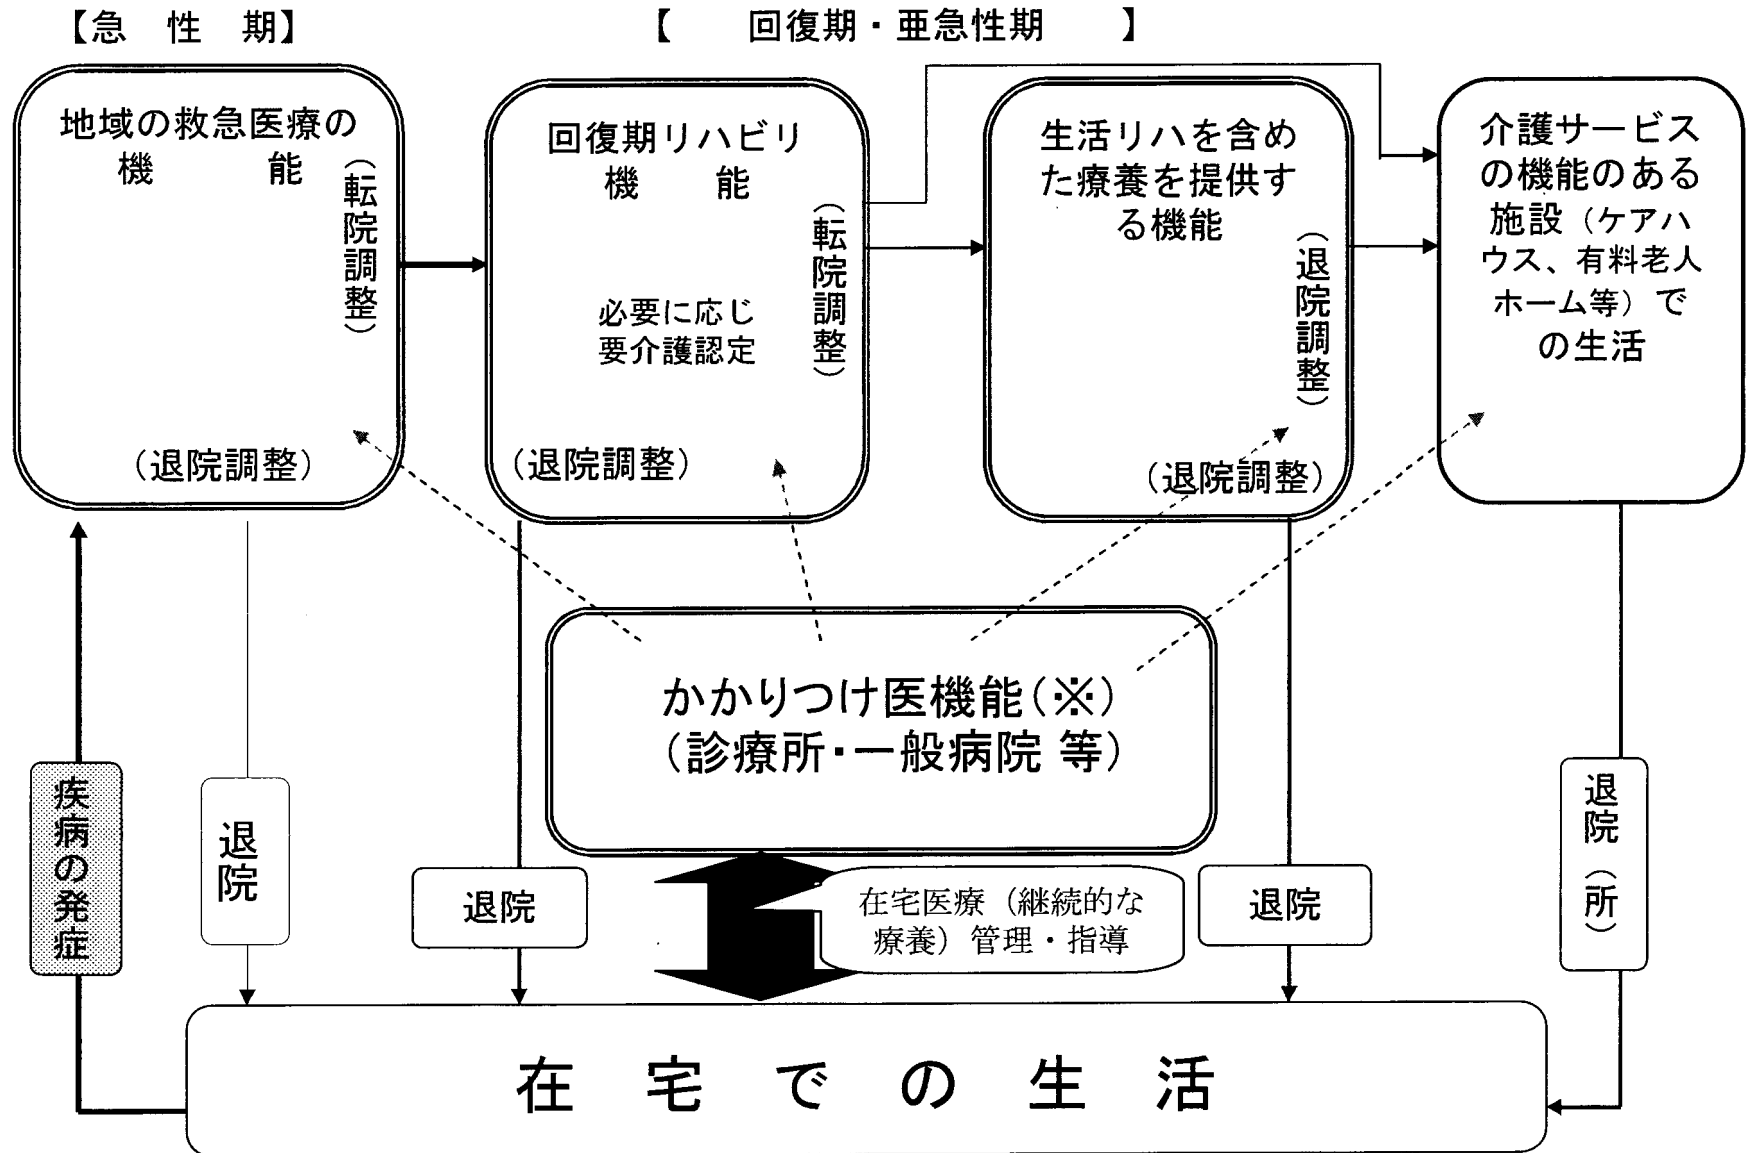 【急　性　期】
【　　回復期・亜急性期　　】
地域の救急医療の
機　　能
（転院調整）
（退院調整）
回復期リハビリ
機　能
（転院調整）
必要に応じ
要介護認定
（退院調整）
生活リハを含め
た療養を提供す
る機能
（退院調整）
（退院調整）
介護サービス
の機能のある
施設（ケアハ
ウス、有料老人
ホーム等）で
の生活
かかりつけ医機能（※）
（診療所・一般病院 等）
疾病の発症
退院
退院
在宅医療（継続的な
療養）管理・指導
退院
退院（所）
在　宅　で　の　生　活